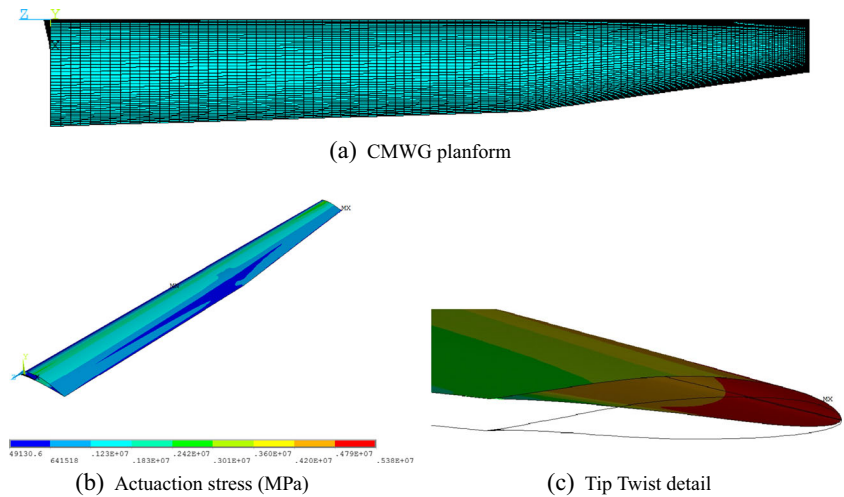 Z Y
X
(a) CMWG planform
MX
MN
Y
Z
49130.6 .123E+07 .242E+07 .360E+07 .479E+07
641518 .183E+07 .301E+07 .420E+07 .538E+07
(b) Actuaction stress (MPa)
MX
(c) Tip Twist detail